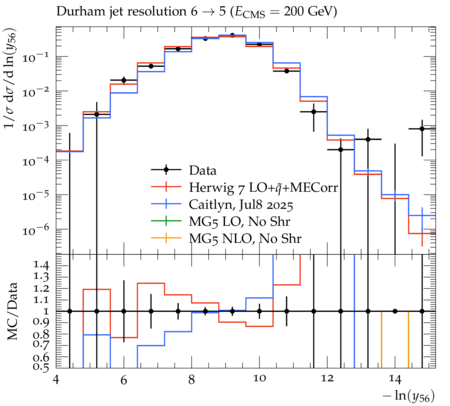 Durham jet resolution 6 → 5 (E_CMS = 200 GeV)
1/σ dσ/d ln(y_56)
10^−1
10^−2
10^−3
10^−4
10^−5
10^−6
Data
Herwig 7 LO+q̄+MECorr
Caitlyn, Jul8 2025
MG5 LO, No Shr
MG5 NLO, No Shr
MC/Data
1.4
1.3
1.2
1.1
1
0.9
0.8
0.7
0.6
0.5
4 6 8 10 12 14
− ln(y_56)